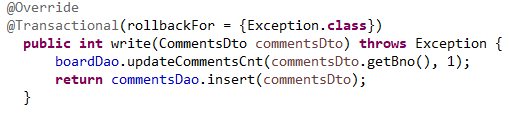 @Override
@Transactional(rollbackFor = {Exception.class})
public int write(CommentsDto commentsDto) throws Exception {
boardDao.updateCommentsCnt(commentsDto.getBno(), 1);
return commentsDao.insert(commentsDto);
}